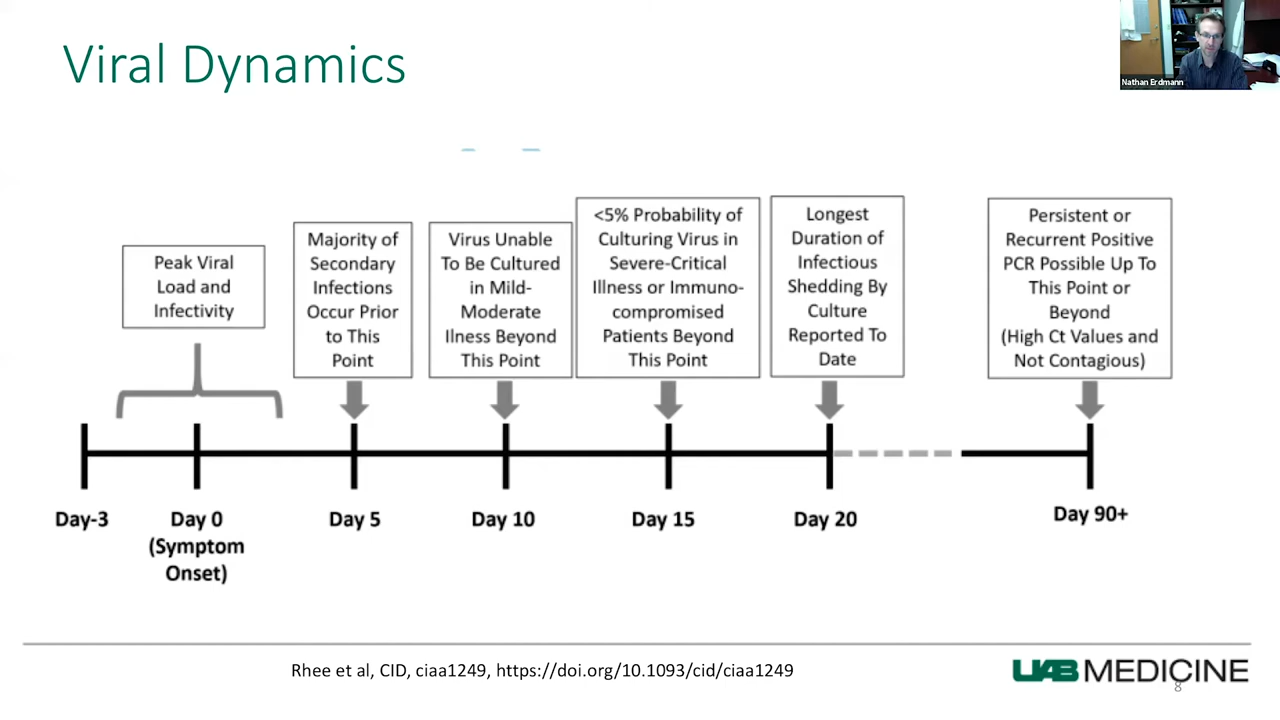 Viral Dynamics
Nathan Erdmann
Peak Viral
Load and
Infectivity
Majority of
Secondary
Infections
Occur Prior
to This
Point
Virus Unable
To Be Cultured
in Mild-
Moderate
Ilness Beyond
This Point
<5% Probability of
Culturing Virus in
Severe-Critical
Illness or Immuno-
compromised
Patients Beyond
This Point
Longest
Duration of
Infectious
Shedding By
Culture
Reported To
Date
Persistent or
Recurrent Positive
PCR Possible Up To
This Point or
Beyond
(High Ct Values and
Not Contagious)
Day-3
Day 0
(Symptom
Onset)
Day 5
Day 10
Day 15
Day 20
Day 90+
Rhee et al, CID, ciaa1249, https://doi.org/10.1093/cid/ciaa1249
UAB MEDICINE
8